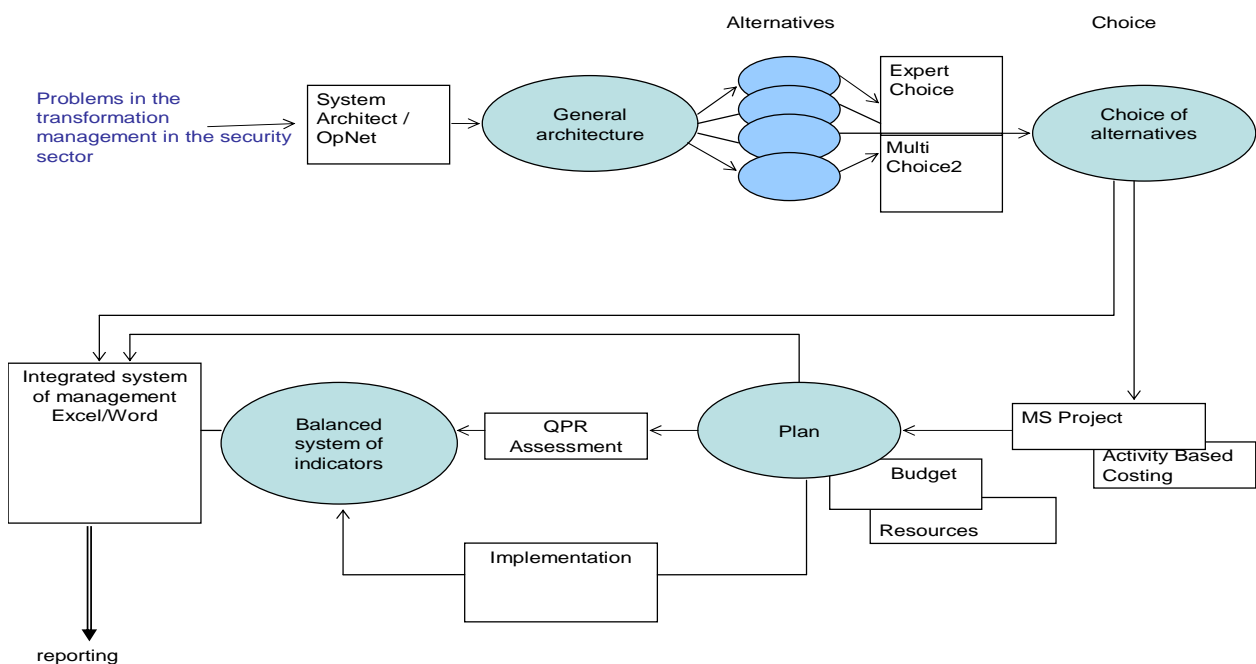 Alternatives
Choice
Problems in the
transformation
management in the security
sector
System
Architect /
OpNet
General
architecture
Expert
Choice
Multi
Choice2
Choice of
alternatives
Integrated system
of management
Excel/Word
Balanced
system of
indicators
QPR
Assessment
Plan
MS Project
Activity Based
Costing
Budget
Resources
Implementation
reporting